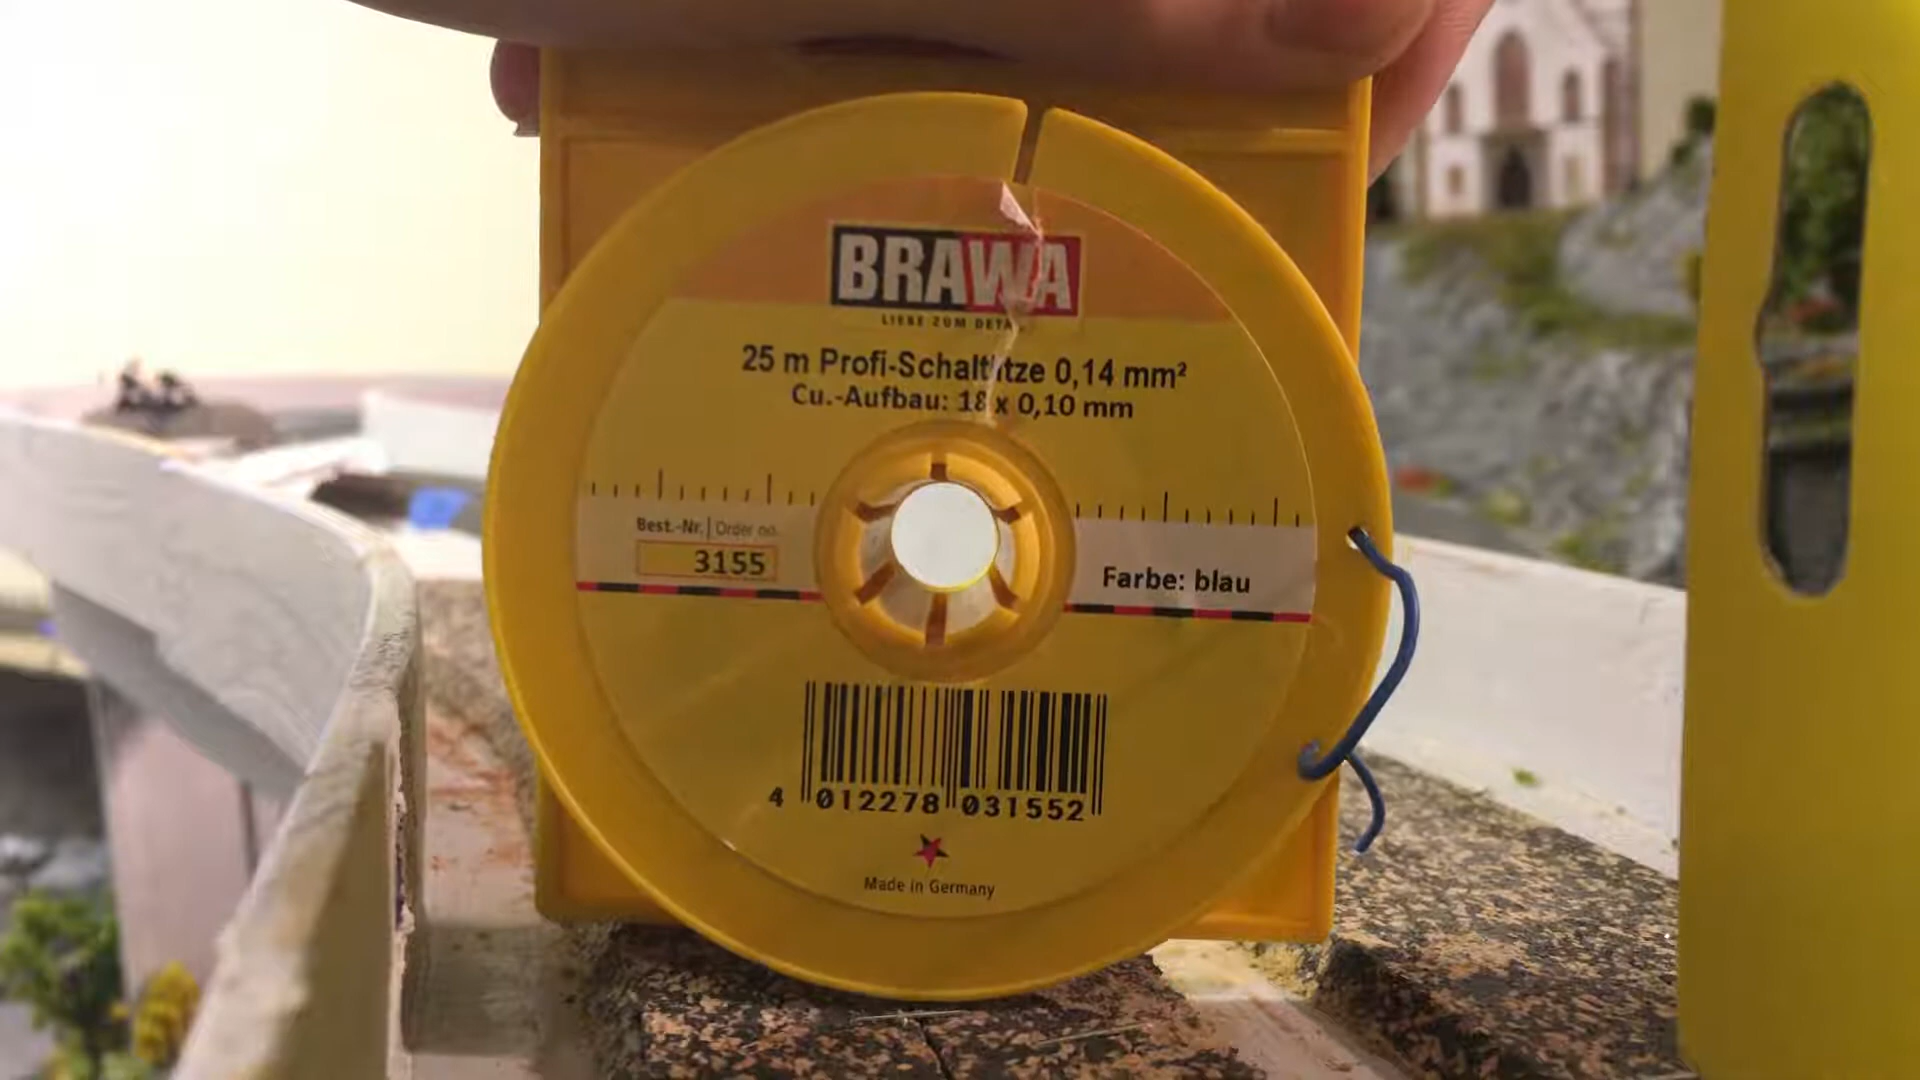 BRAWA
LIEBE ZUM DETAIL
25 m Profi-Schaltlitze 0,14 mm²
Cu.-Aufbau: 18 x 0,10 mm
Best.-Nr. | Order no.
3155
Farbe: blau
4 012278 031552
Made in Germany